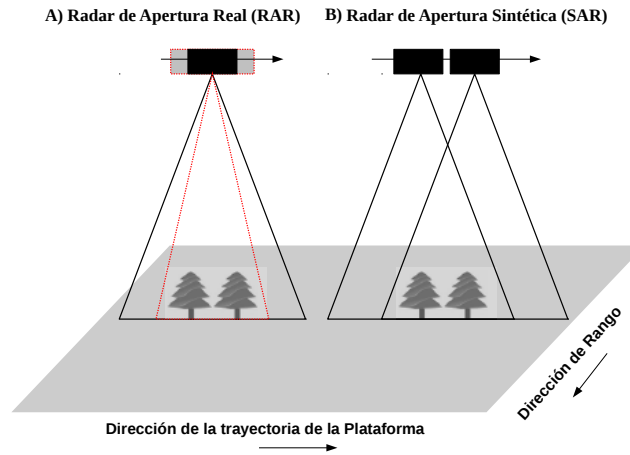 A) Radar de Apertura Real (RAR)
B) Radar de Apertura Sintética (SAR)
Dirección de Rango
Dirección de la trayectoria de la Plataforma